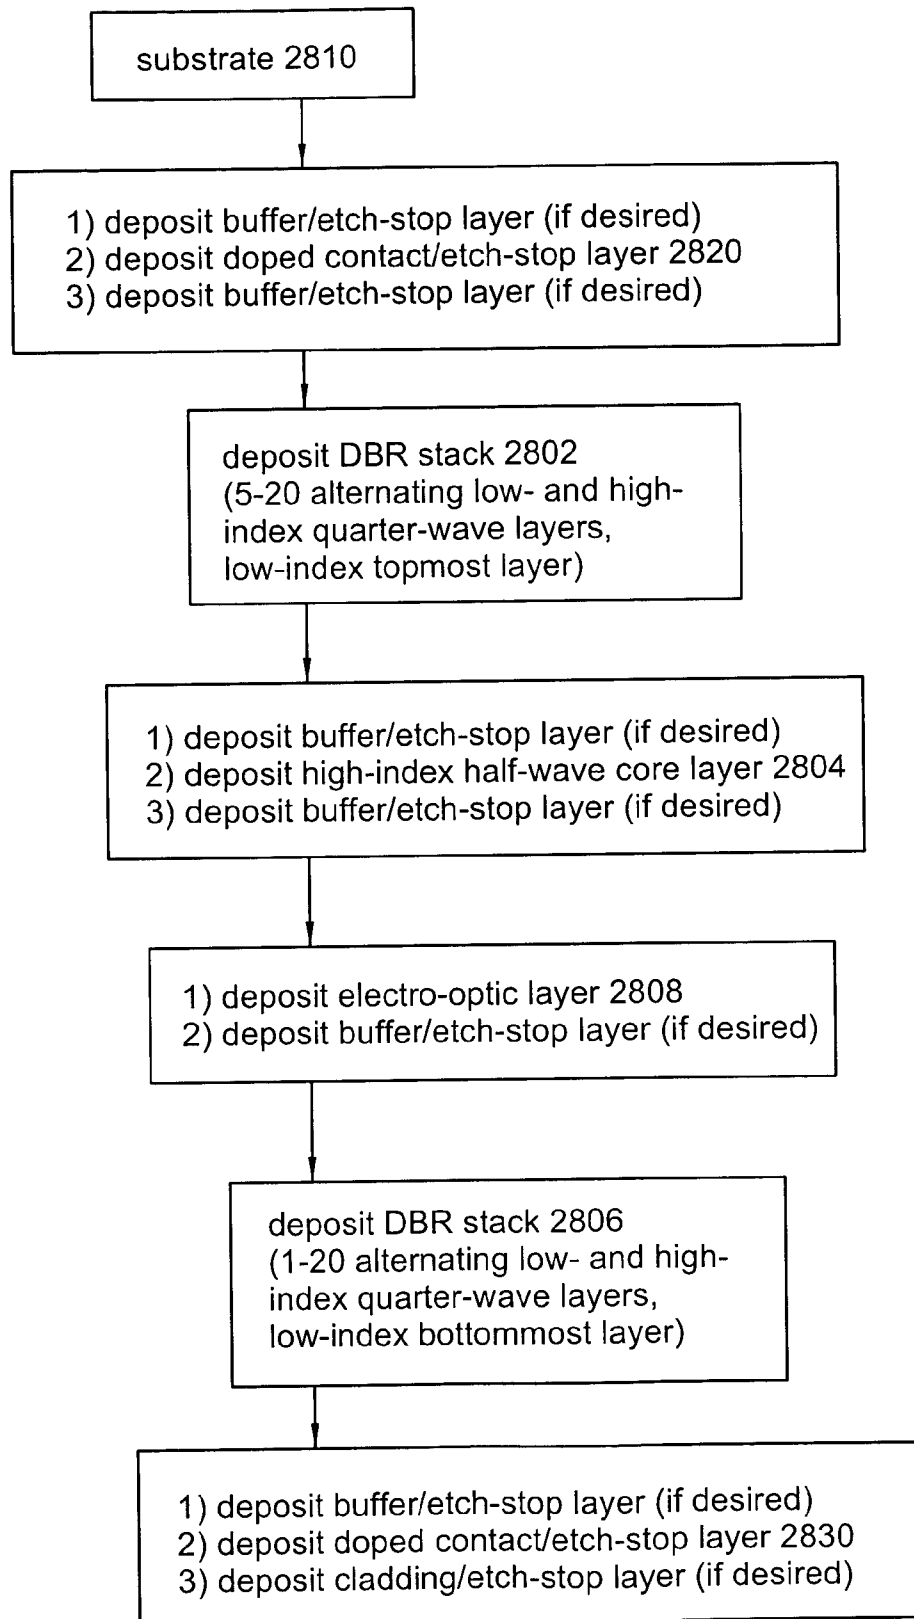 substrate 2810
1) deposit buffer/etch-stop layer (if desired)
2) deposit doped contact/etch-stop layer 2820
3) deposit buffer/etch-stop layer (if desired)
deposit DBR stack 2802
(5-20 alternating low- and high-
index quarter-wave layers,
low-index topmost layer)
1) deposit buffer/etch-stop layer (if desired)
2) deposit high-index half-wave core layer 2804
3) deposit buffer/etch-stop layer (if desired)
1) deposit electro-optic layer 2808
2) deposit buffer/etch-stop layer (if desired)
deposit DBR stack 2806
(1-20 alternating low- and high-
index quarter-wave layers,
low-index bottommost layer)
1) deposit buffer/etch-stop layer (if desired)
2) deposit doped contact/etch-stop layer 2830
3) deposit cladding/etch-stop layer (if desired)